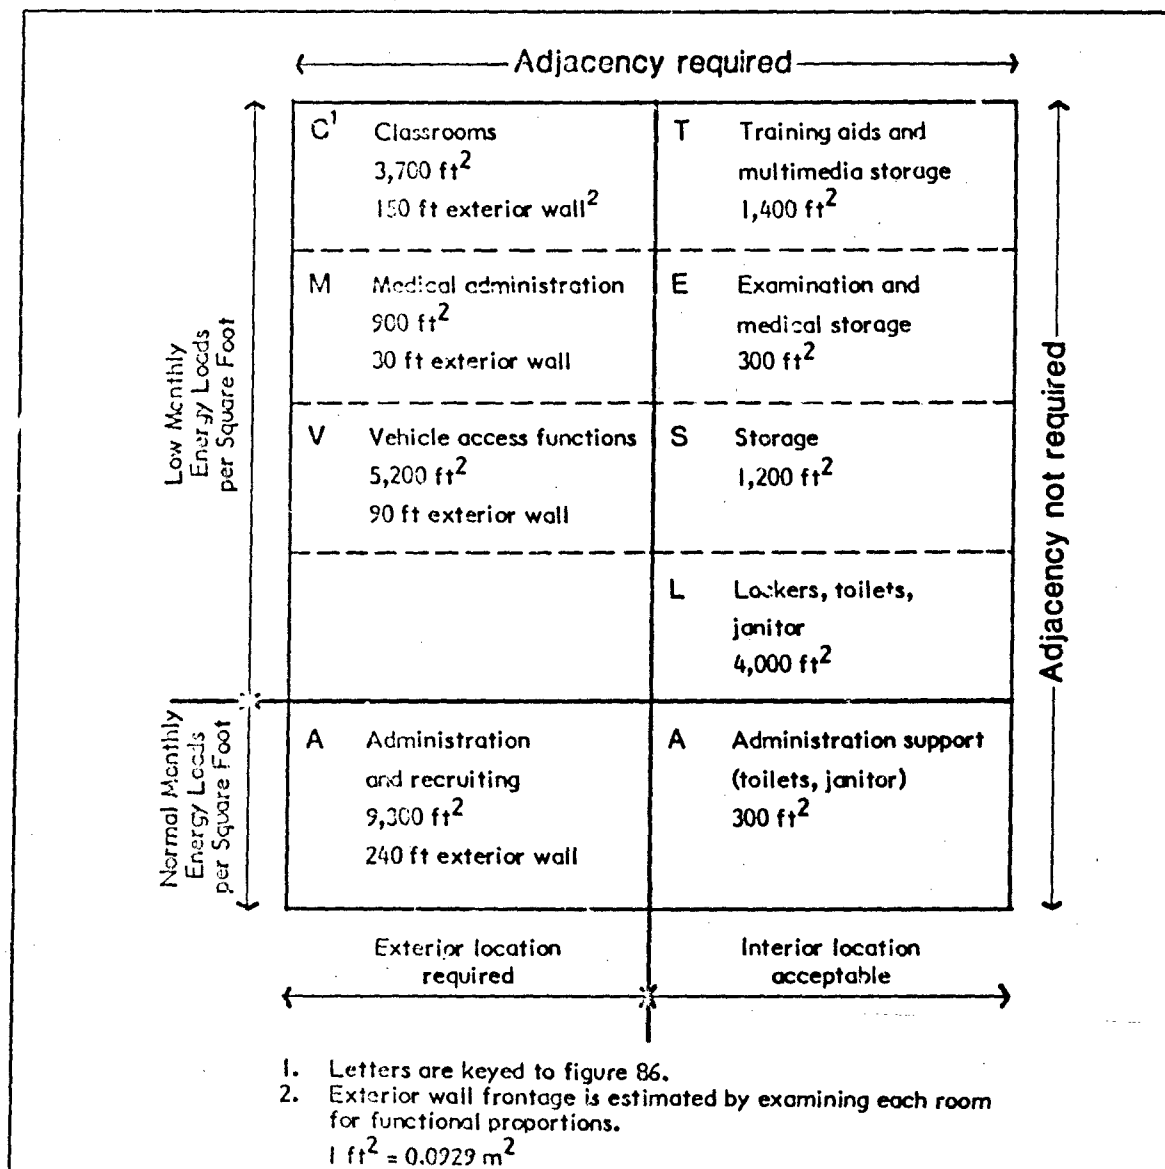 Adjacency required
C¹ Classrooms
3,700 ft²
150 ft exterior wall²
T Training aids and
multimedia storage
1,400 ft²
M Medical administration
900 ft²
30 ft exterior wall
E Examination and
medical storage
300 ft²
V Vehicle access functions
5,200 ft²
90 ft exterior wall
S Storage
1,200 ft²
L Lockers, toilets,
janitor
4,000 ft²
A Administration
and recruiting
9,300 ft²
240 ft exterior wall
A Administration support
(toilets, janitor)
300 ft²
Low Monthly
Energy Loads
per Square Foot
Normal Monthly
Energy Loads
per Square Foot
Adjacency not required
Exterior location
required
Interior location
acceptable
1. Letters are keyed to figure 86.
2. Exterior wall frontage is estimated by examining each room
for functional proportions.
1 ft² = 0.0929 m²